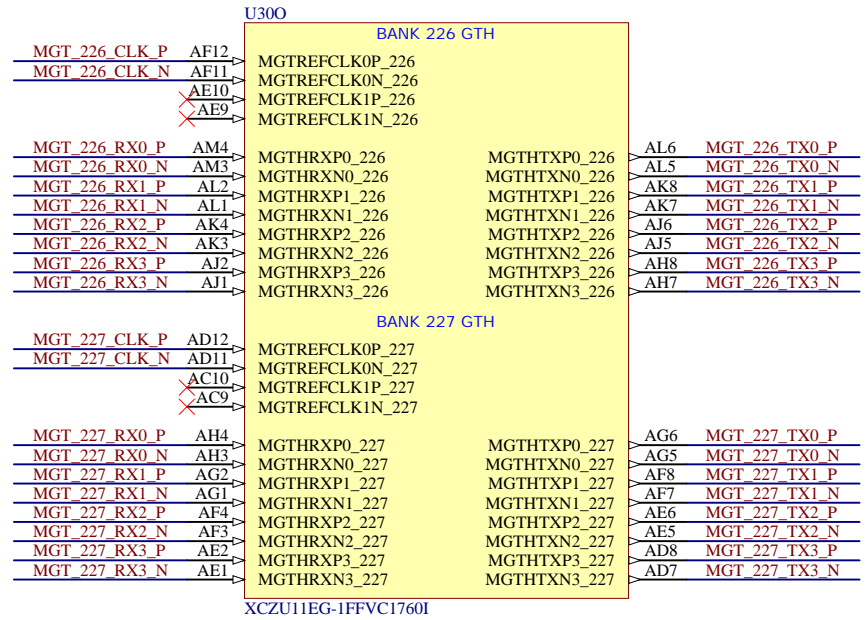 U30O
BANK 226 GTH
MGT_226_CLK_P AF12 MGTREFCLK0P_226
MGT_226_CLK_N AF11 MGTREFCLK0N_226
AE10 MGTREFCLK1P_226
AE9 MGTREFCLK1N_226
MGT_226_RX0_P AM4 MGTHRXP0_226 MGTHTXP0_226 AL6 MGT_226_TX0_P
MGT_226_RX0_N AM3 MGTHRXN0_226 MGTHTXN0_226 AL5 MGT_226_TX0_N
MGT_226_RX1_P AL2 MGTHRXP1_226 MGTHTXP1_226 AK8 MGT_226_TX1_P
MGT_226_RX1_N AL1 MGTHRXN1_226 MGTHTXN1_226 AK7 MGT_226_TX1_N
MGT_226_RX2_P AK4 MGTHRXP2_226 MGTHTXP2_226 AJ6 MGT_226_TX2_P
MGT_226_RX2_N AK3 MGTHRXN2_226 MGTHTXN2_226 AJ5 MGT_226_TX2_N
MGT_226_RX3_P AJ2 MGTHRXP3_226 MGTHTXP3_226 AH8 MGT_226_TX3_P
MGT_226_RX3_N AJ1 MGTHRXN3_226 MGTHTXN3_226 AH7 MGT_226_TX3_N
BANK 227 GTH
MGT_227_CLK_P AD12 MGTREFCLK0P_227
MGT_227_CLK_N AD11 MGTREFCLK0N_227
AC10 MGTREFCLK1P_227
AC9 MGTREFCLK1N_227
MGT_227_RX0_P AH4 MGTHRXP0_227 MGTHTXP0_227 AG6 MGT_227_TX0_P
MGT_227_RX0_N AH3 MGTHRXN0_227 MGTHTXN0_227 AG5 MGT_227_TX0_N
MGT_227_RX1_P AG2 MGTHRXP1_227 MGTHTXP1_227 AF8 MGT_227_TX1_P
MGT_227_RX1_N AG1 MGTHRXN1_227 MGTHTXN1_227 AF7 MGT_227_TX1_N
MGT_227_RX2_P AF4 MGTHRXP2_227 MGTHTXP2_227 AE6 MGT_227_TX2_P
MGT_227_RX2_N AF3 MGTHRXN2_227 MGTHTXN2_227 AE5 MGT_227_TX2_N
MGT_227_RX3_P AE2 MGTHRXP3_227 MGTHTXP3_227 AD8 MGT_227_TX3_P
MGT_227_RX3_N AE1 MGTHRXN3_227 MGTHTXN3_227 AD7 MGT_227_TX3_N
XCZU11EG-1FFVC1760I